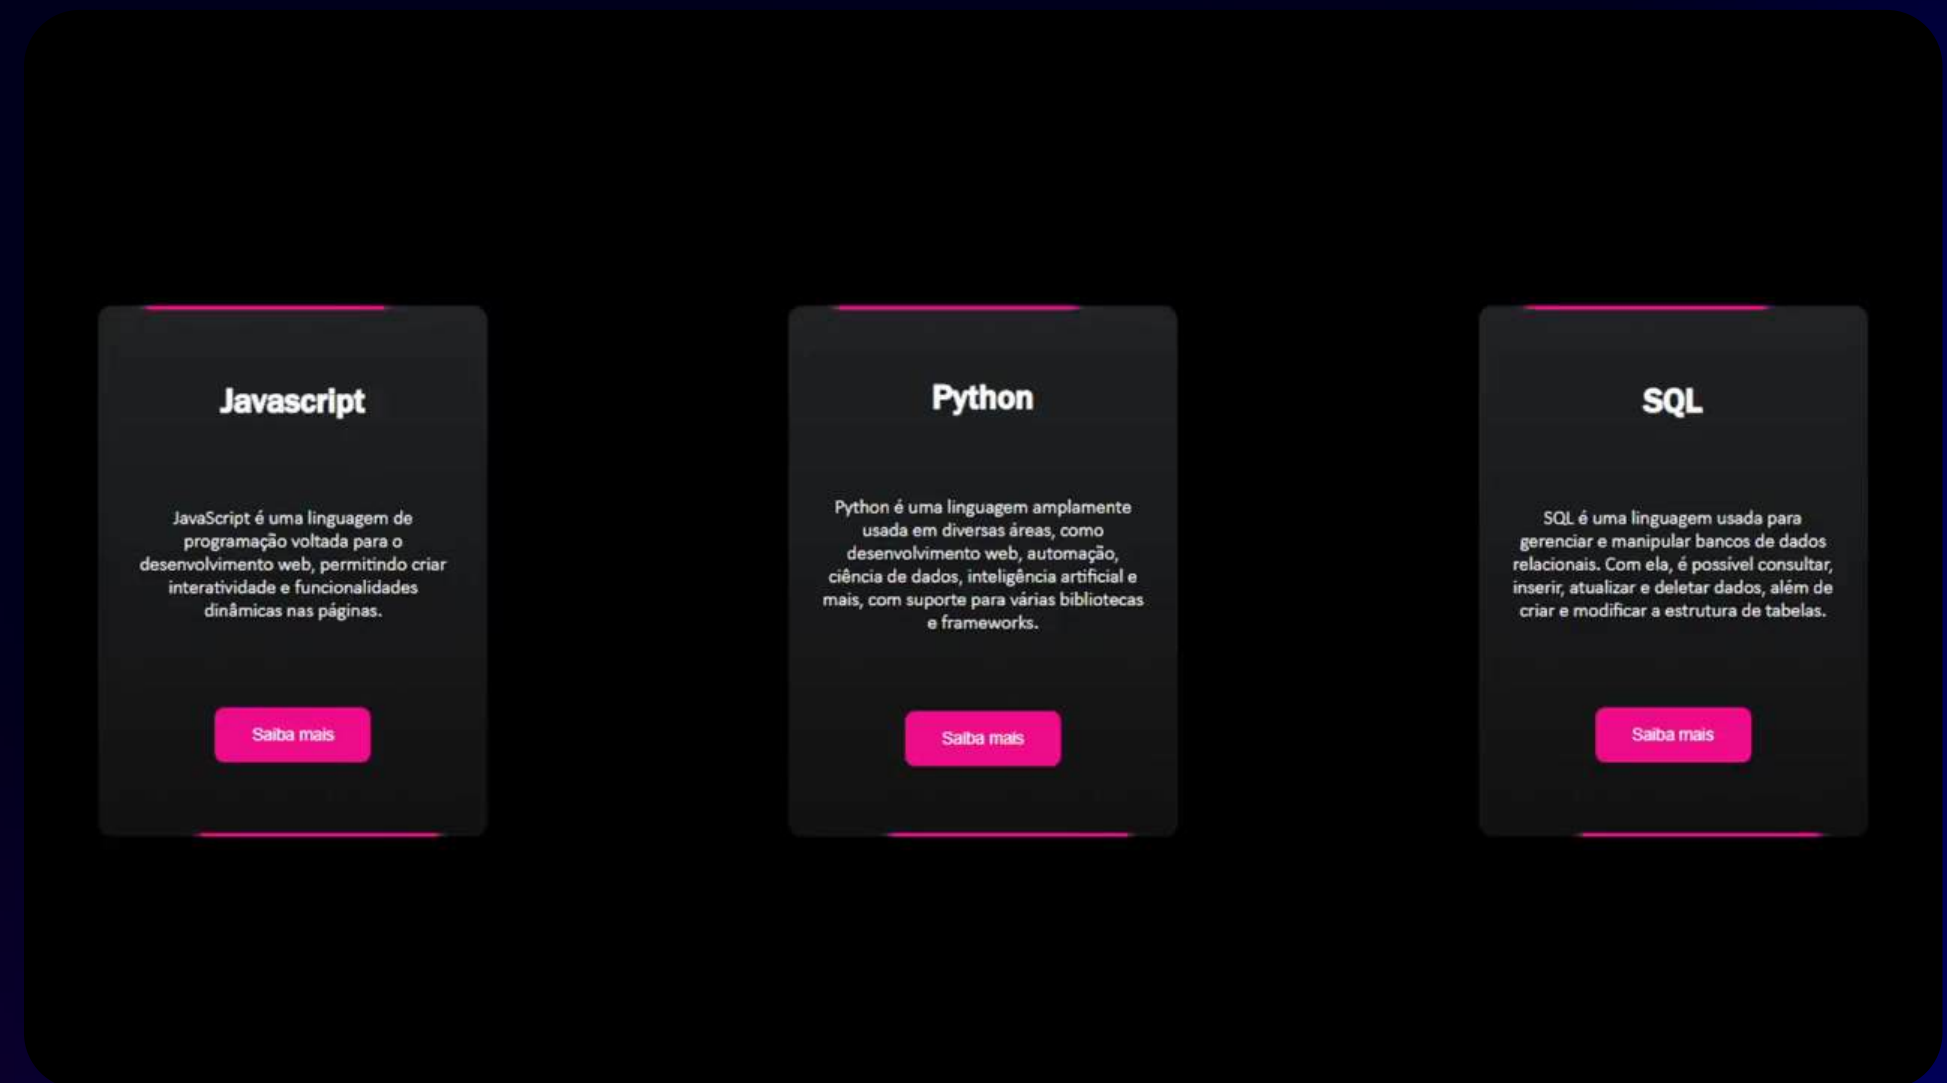 Javascript
JavaScript é uma linguagem de
programação voltada para o
desenvolvimento web, permitindo criar
interatividade e funcionalidades
dinâmicas nas páginas.
Saiba mais
Python
Python é uma linguagem amplamente
usada em diversas áreas, como
desenvolvimento web, automação,
ciência de dados, inteligência artificial e
mais, com suporte para várias bibliotecas
e frameworks.
Saiba mais
SQL
SQL é uma linguagem usada para
gerenciar e manipular bancos de dados
relacionais. Com ela, é possível consultar,
inserir, atualizar e deletar dados, além de
criar e modificar a estrutura de tabelas.
Saiba mais